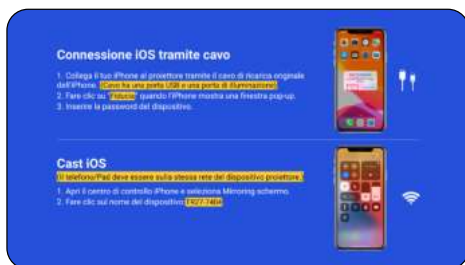 Connessione iOS tramite cavo
1. Collega il tuo iPhone al proiettore tramite il cavo di ricarica originale
dell'iPhone. (Cavo ha una porta USB e una porta di illuminazione)
2. Fare clic su "Fiducia" quando l'iPhone mostra una finestra pop-up.
3. Inserire la password del dispositivo.
Cast iOS
(Il telefono/Pad deve essere sulla stessa rete del dispositivo proiettore.)
1. Apri il centro di controllo iPhone e seleziona Mirroring schermo.
2. Fare clic sul nome del dispositivo T927-7404